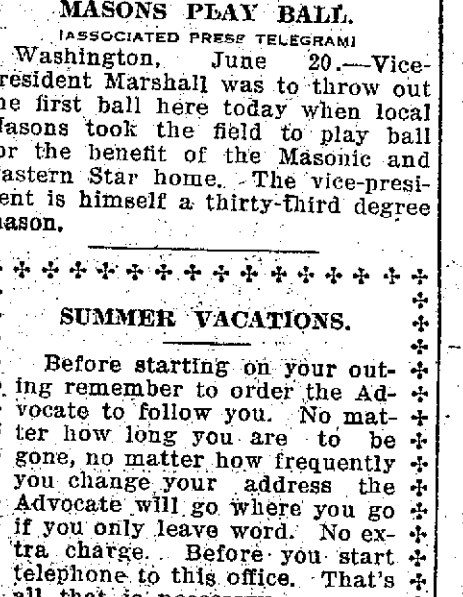 MASONS PLAY BALL.
[ASSOCIATED PRESS TELEGRAM]
Washington, June 20.—Vice-
resident Marshall was to throw out
he first ball here today when local
Masons took the field to play ball
or the benefit of the Masonic and
astern Star home. The vice-presi-
ent is himself a thirty-third degree
mason.
SUMMER VACATIONS.
Before starting on your out-
ing remember to order the Ad-
vocate to follow you. No mat-
ter how long you are to be
gone, no matter how frequently
you change your address the
Advocate will go where you go
if you only leave word. No ex-
tra charge. Before you start
telephone to this office. That's
all that is